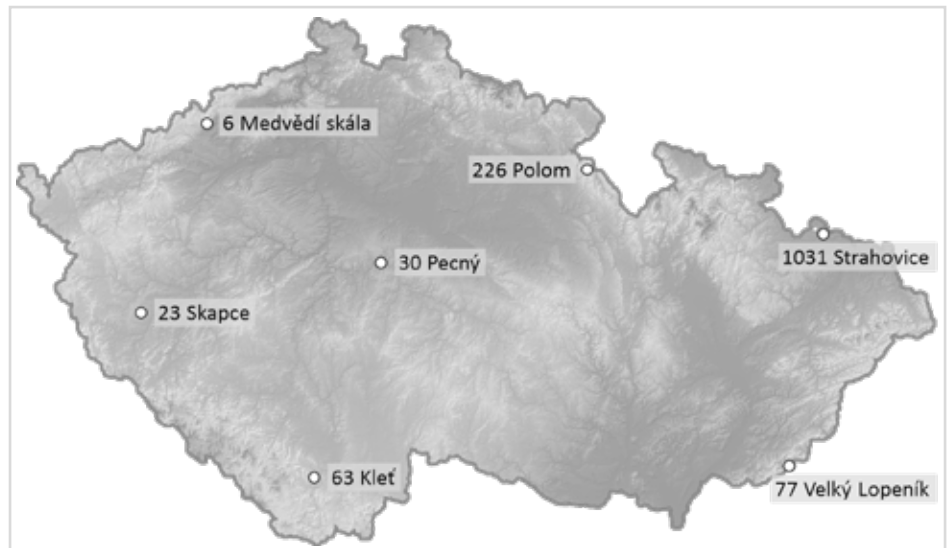 6 Medvědí skála
226 Polom
1031 Strahovice
30 Pecný
23 Skapce
63 Kleť
77 Velký Lopeník